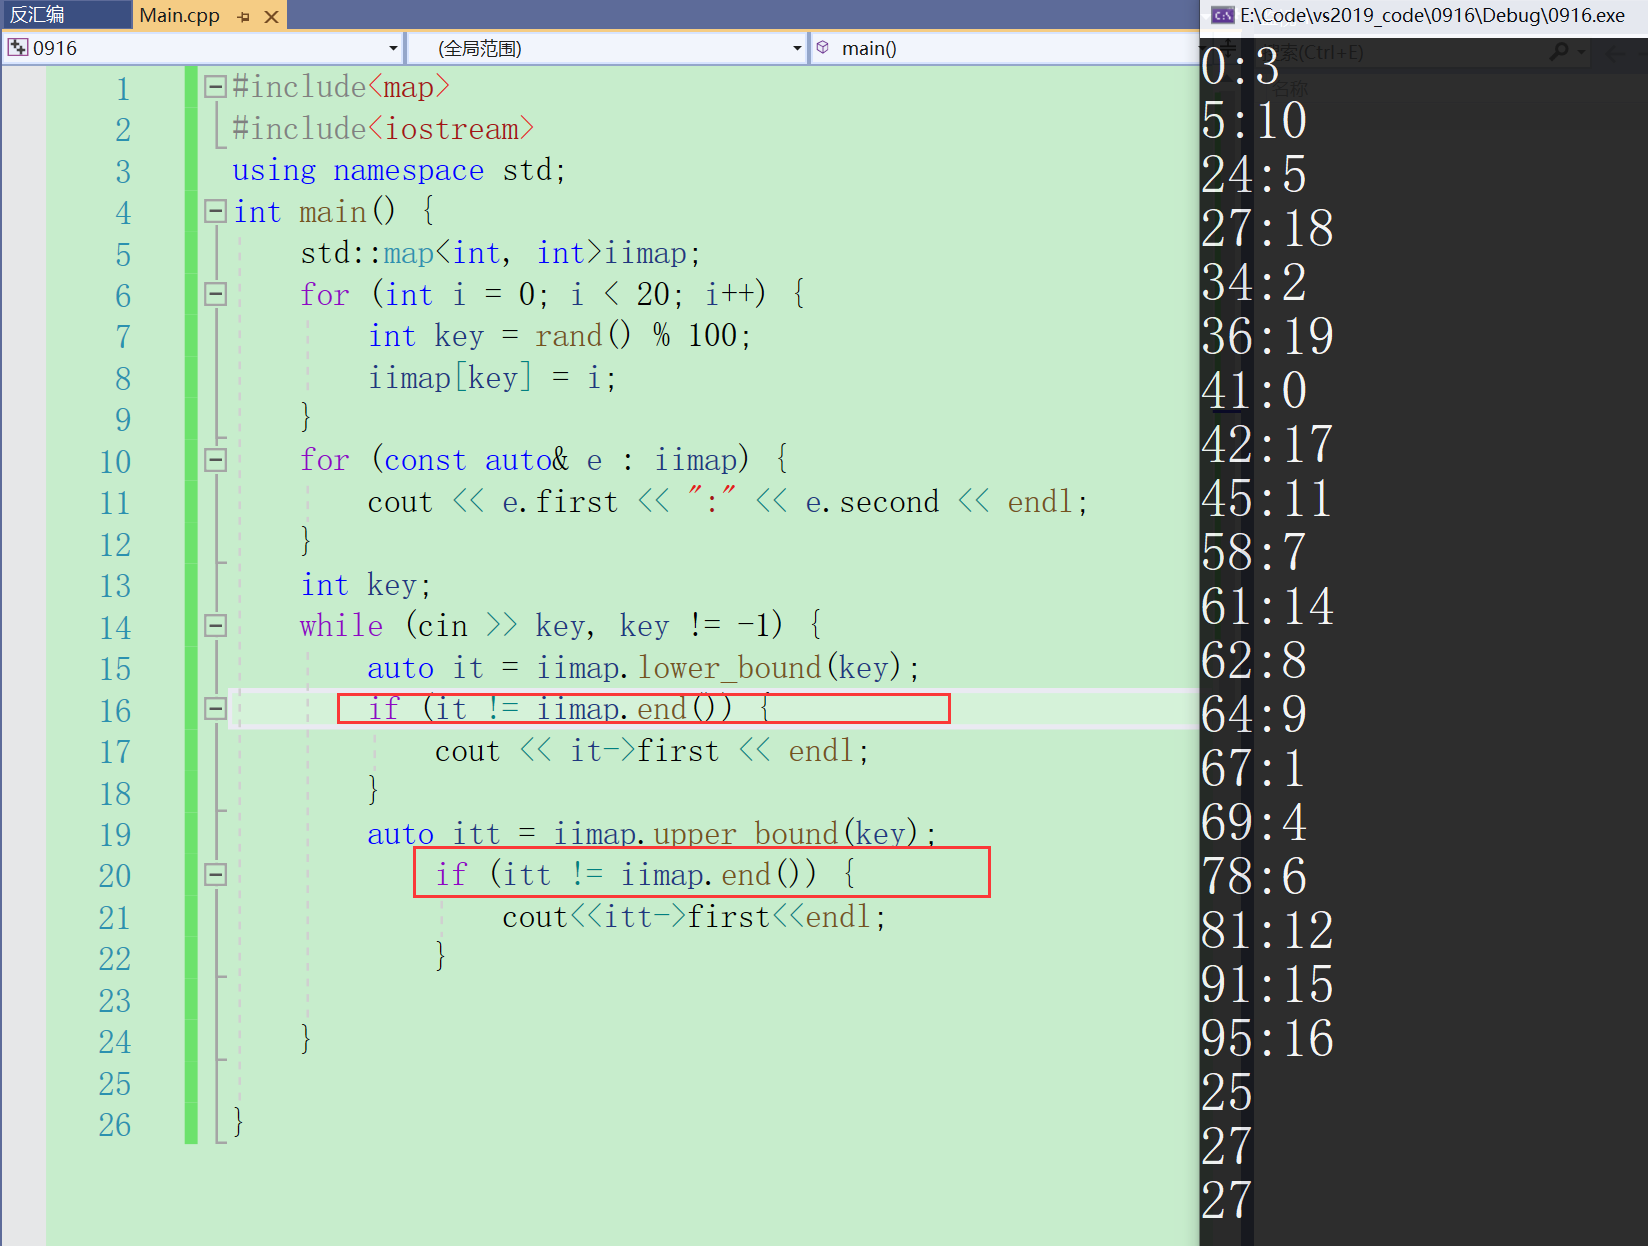 反汇编
Main.cpp
0916
(全局范围)
main()
1 #include<map>
2 #include<iostream>
3 using namespace std;
4 int main() {
5 std::map<int, int>iimap;
6 for (int i = 0; i < 20; i++) {
7 int key = rand() % 100;
8 iimap[key] = i;
9 }
10 for (const auto& e : iimap) {
11 cout << e.first << ":" << e.second << endl;
12 }
13 int key;
14 while (cin >> key, key != -1) {
15 auto it = iimap.lower_bound(key);
16 if (it != iimap.end()) {
17 cout << it->first << endl;
18 }
19 auto itt = iimap.upper_bound(key);
20 if (itt != iimap.end()) {
21 cout<<itt->first<<endl;
22 }
23
24 }
25
26 }
E:\Code\vs2019_code\0916\Debug\0916.exe
索(Ctrl+E)
名称
0:3
5:10
24:5
27:18
34:2
36:19
41:0
42:17
45:11
58:7
61:14
62:8
64:9
67:1
69:4
78:6
81:12
91:15
95:16
25
27
27